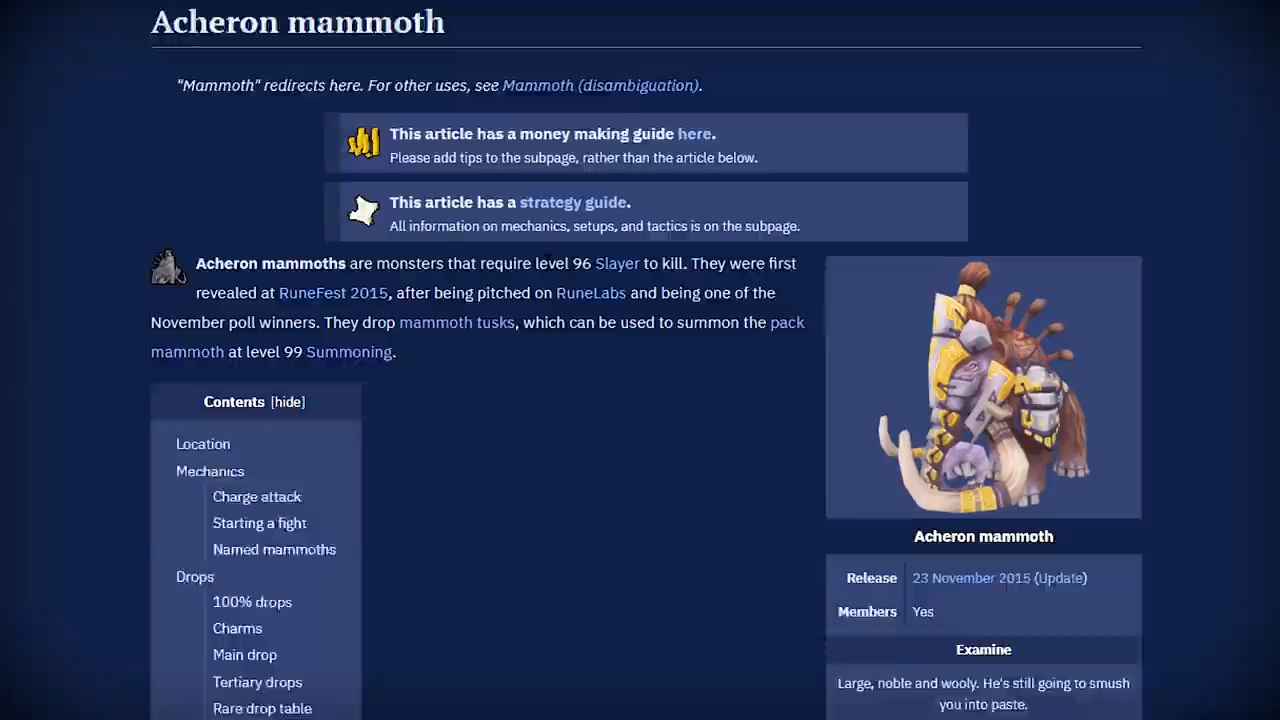 Acheron mammoth
"Mammoth" redirects here. For other uses, see Mammoth (disambiguation).
This article has a money making guide here.
Please add tips to the subpage, rather than the article below.
This article has a strategy guide.
All information on mechanics, setups, and tactics is on the subpage.
Acheron mammoths are monsters that require level 96 Slayer to kill. They were first
revealed at RuneFest 2015, after being pitched on RuneLabs and being one of the
November poll winners. They drop mammoth tusks, which can be used to summon the pack
mammoth at level 99 Summoning.
Contents [hide]
Location
Mechanics
Charge attack
Starting a fight
Named mammoths
Drops
100% drops
Charms
Main drop
Tertiary drops
Rare drop table
Acheron mammoth
Release 23 November 2015 (Update)
Members Yes
Examine
Large, noble and wooly. He's still going to smush
you into paste.